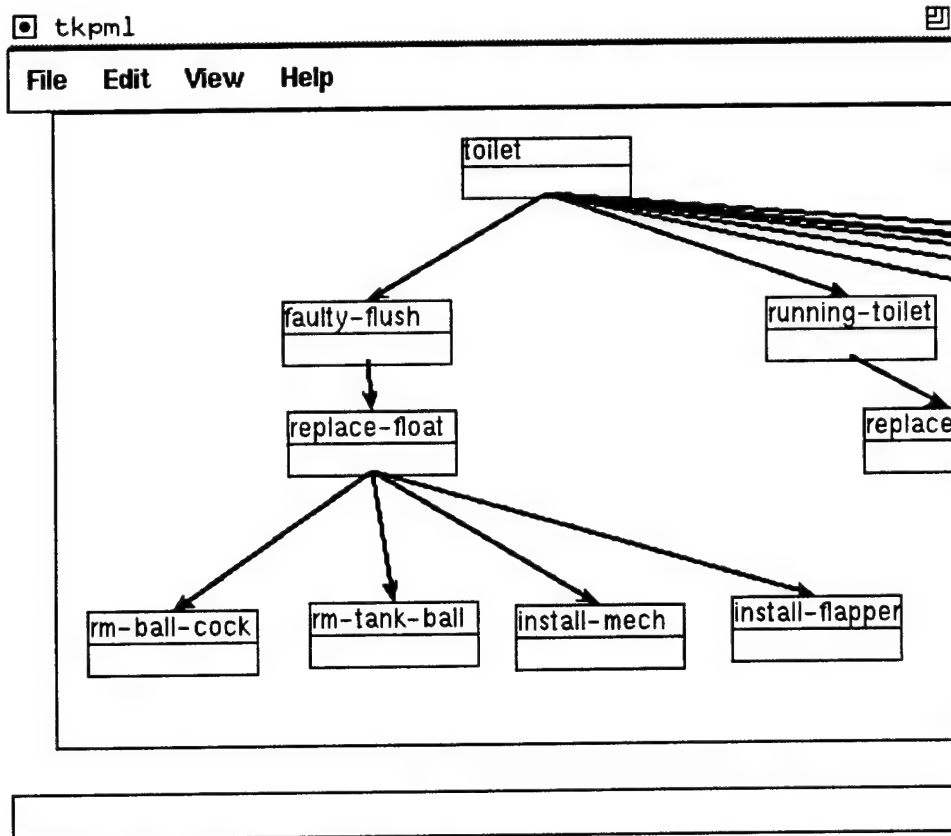 tkpml
File Edit View Help
toilet
faulty-flush
running-toilet
replace-float
replace
rm-ball-cock
rm-tank-ball
install-mech
install-flapper